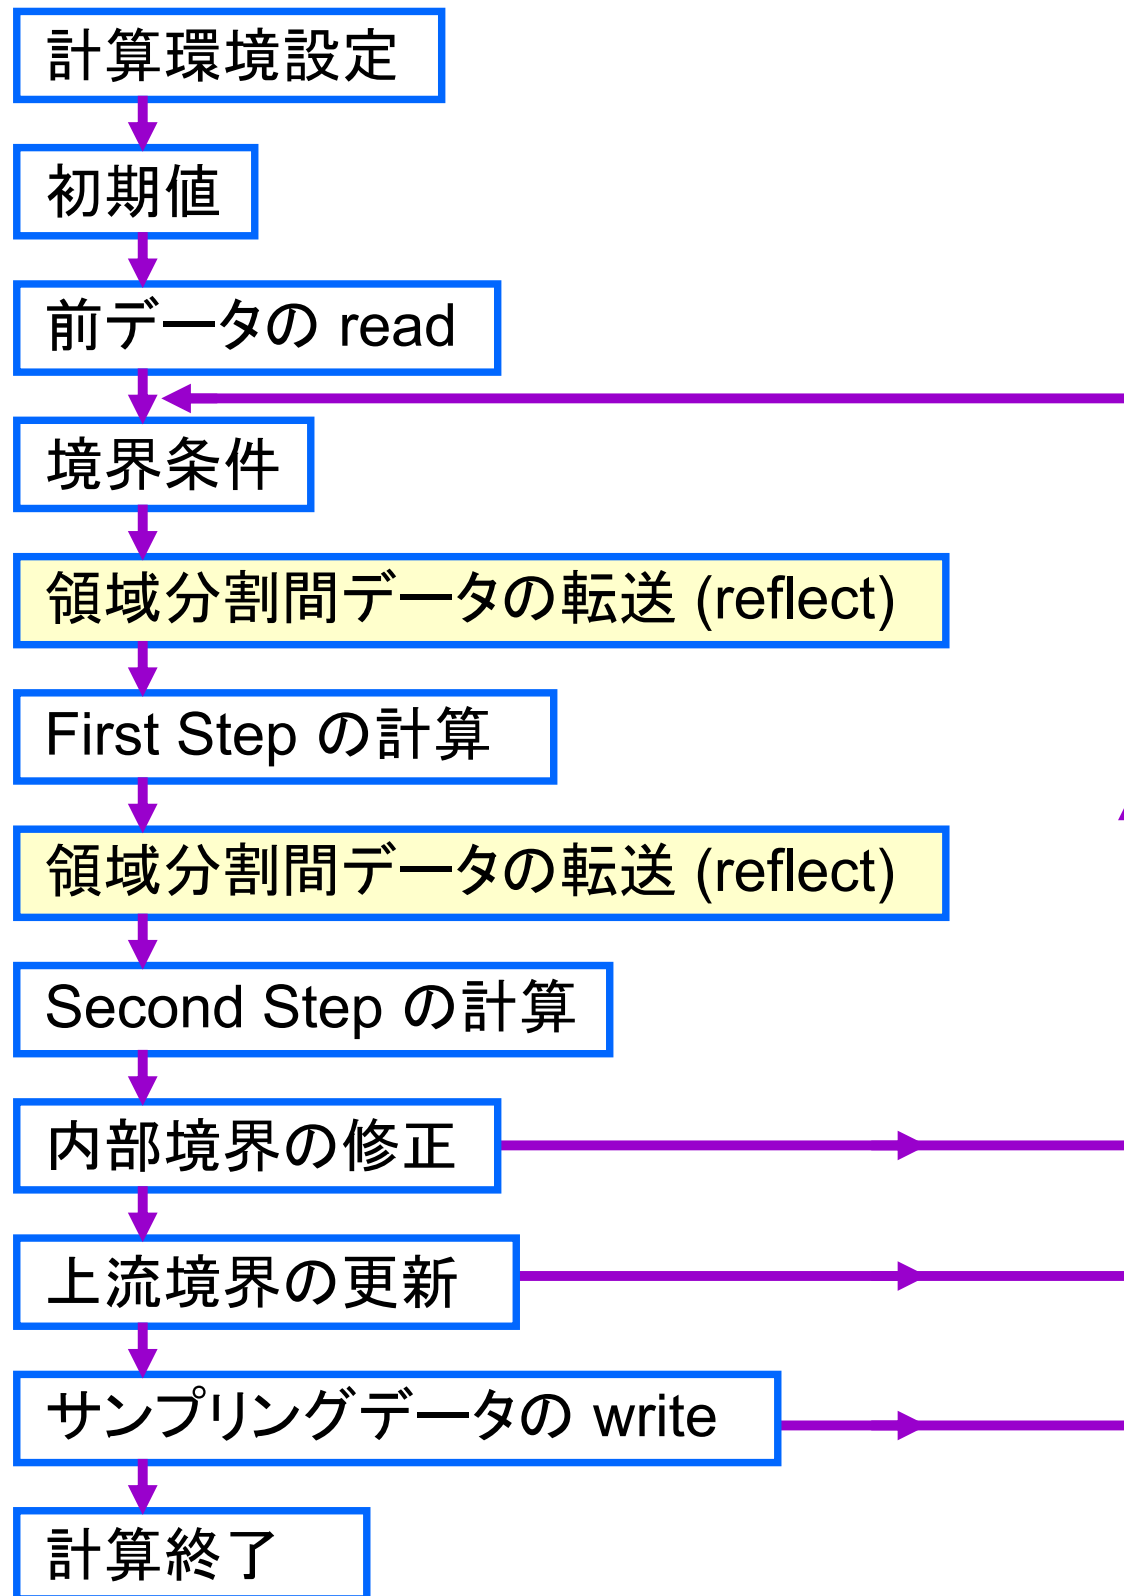 計算環境設定
初期値
前データの read
境界条件
領域分割間データの転送 (reflect)
First Step の計算
領域分割間データの転送 (reflect)
Second Step の計算
内部境界の修正
上流境界の更新
サンプリングデータの write
計算終了